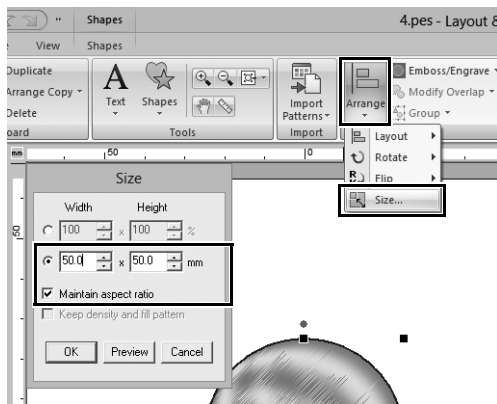 Shapes
4.pes - Layout &
View Shapes
Duplicate
Arrange Copy
Delete
oard
Text
Shapes
Tools
Import
Patterns
Import
Arrange
Emboss/Engrave
Modify Overlap
Group
Layout
Rotate
Flip
Size...
mm
50
0
50
Size
Width Height
100 x 100 %
50.0 x 50.0 mm
Maintain aspect ratio
Keep density and fill pattern
OK Preview Cancel